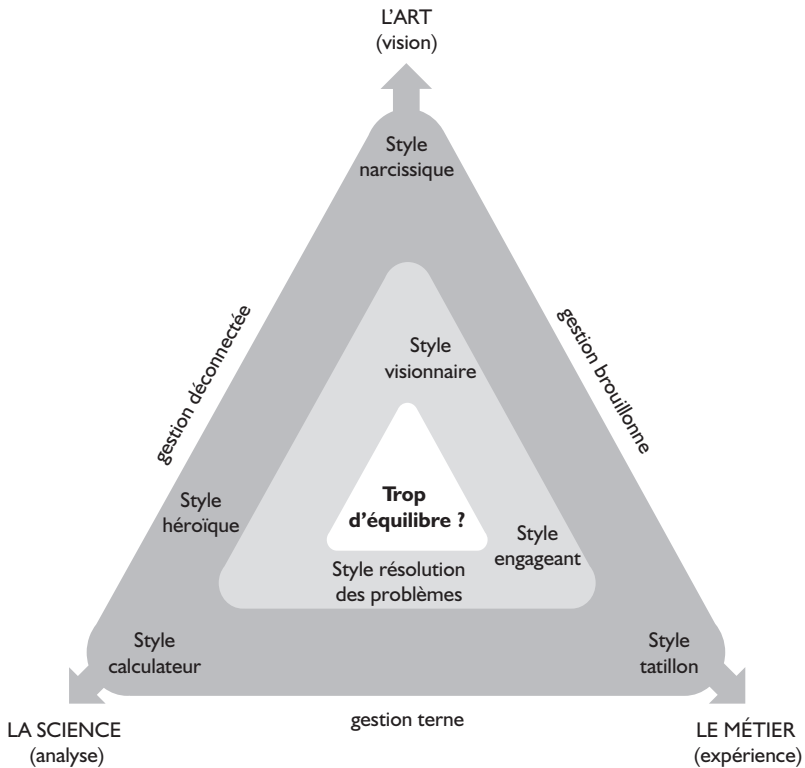 L'ART
(vision)
Style
narcissique
gestion déconnectée
gestion brouillonne
Style
visionnaire
Style
héroïque
Trop
d'équilibre ?
Style
engageant
Style résolution
des problèmes
Style
calculateur
Style
tatillon
LA SCIENCE
(analyse)
gestion terne
LE MÉTIER
(expérience)